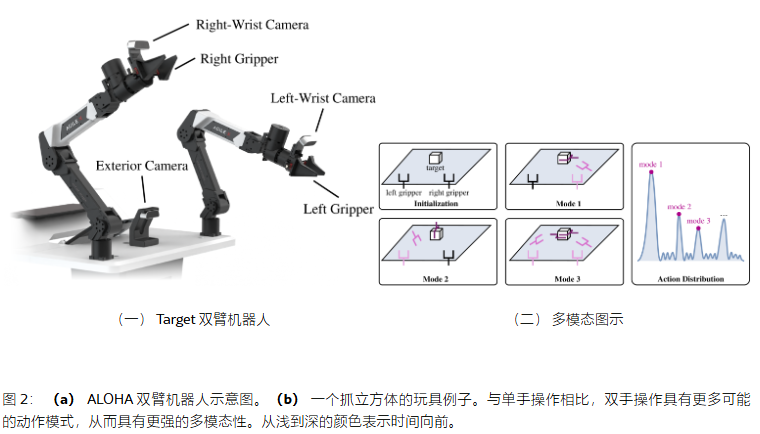 Right-Wrist Camera
Right Gripper
Left-Wrist Camera
Exterior Camera
Left Gripper
target
left gripper
right gripper
Initialization
Mode 1
Mode 2
Mode 3
mode 1
mode 2
mode 3
...
Action Distribution
（一） Target 双臂机器人
（二） 多模态图示
图 2： （a） ALOHA 双臂机器人示意图。（b） 一个抓立方体的玩具例子。与单手操作相比，双手操作具有更多可能
的动作模式，从而具有更强的多模态性。从浅到深的颜色表示时间向前。